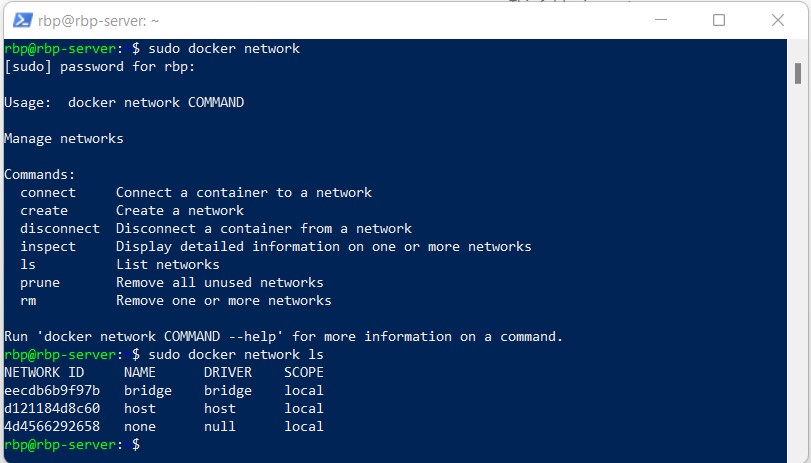 rbp@rbp-server: ~
rbp@rbp-server: $ sudo docker network
[sudo] password for rbp:
Usage:  docker network COMMAND
Manage networks
Commands:
  connect     Connect a container to a network
  create      Create a network
  disconnect  Disconnect a container from a network
  inspect     Display detailed information on one or more networks
  ls          List networks
  prune       Remove all unused networks
  rm          Remove one or more networks
Run 'docker network COMMAND --help' for more information on a command.
rbp@rbp-server: $ sudo docker network ls
NETWORK ID     NAME      DRIVER    SCOPE
eecdb6b9f97b   bridge    bridge    local
d121184d8c60   host      host      local
4d4566292658   none      null      local
rbp@rbp-server: $